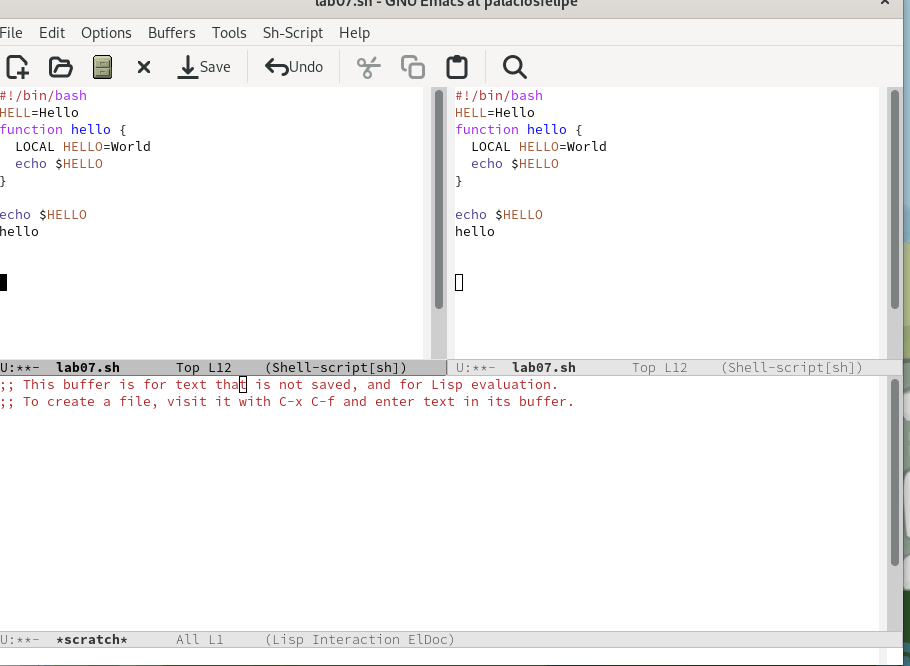 lab07.sh - GNU Emacs at palaciosfelipe
File Edit Options Buffers Tools Sh-Script Help
Save Undo
#!/bin/bash
HELL=Hello
function hello {
  LOCAL HELLO=World
  echo $HELLO
}
echo $HELLO
hello
U:**-  lab07.sh       Top L12    (Shell-script[sh])
#!/bin/bash
HELL=Hello
function hello {
  LOCAL HELLO=World
  echo $HELLO
}
echo $HELLO
hello
U:**-  lab07.sh       Top L12    (Shell-script[sh])
;; This buffer is for text that is not saved, and for Lisp evaluation.
;; To create a file, visit it with C-x C-f and enter text in its buffer.
U:**-  *scratch*      All L1     (Lisp Interaction ElDoc)